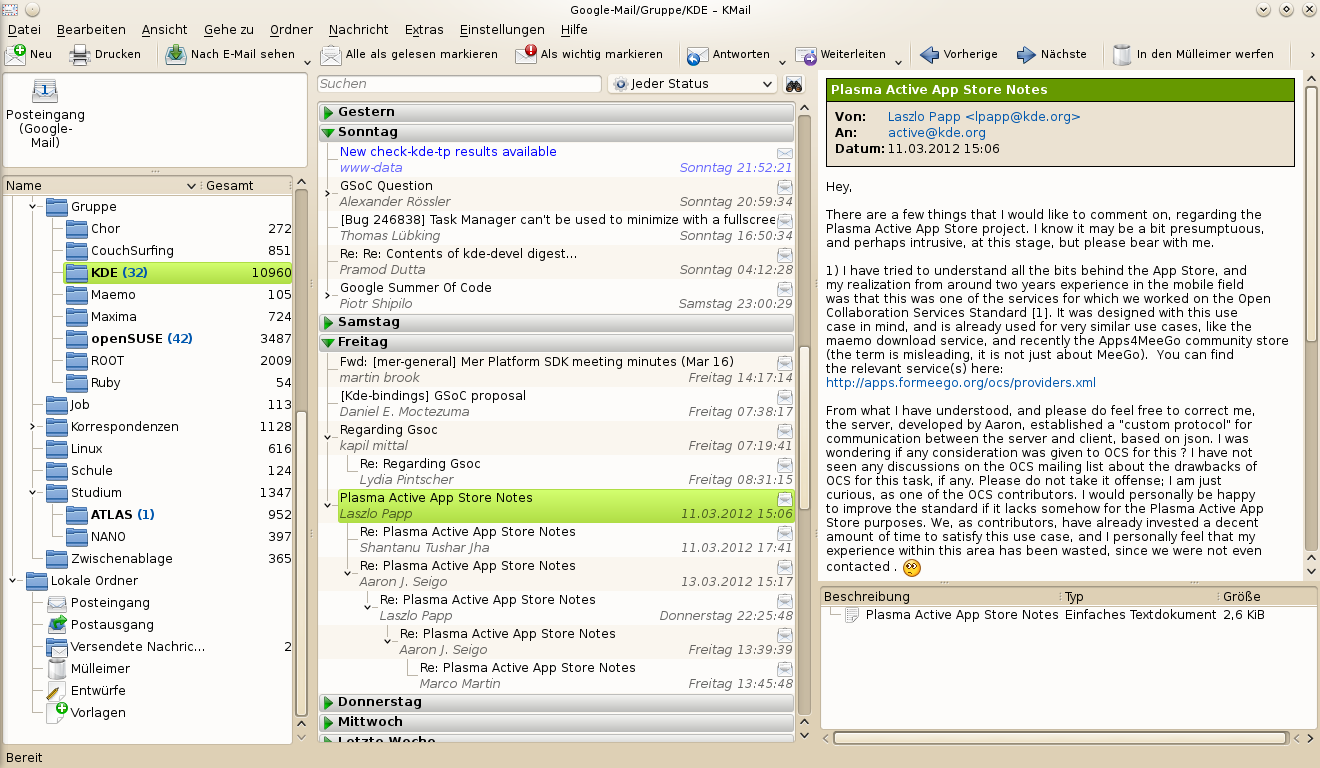 Google-Mail/Gruppe/KDE – KMail
Datei Bearbeiten Ansicht Gehe zu Ordner Nachricht Extras Einstellungen Hilfe
Neu Drucken Nach E-Mail sehen Alle als gelesen markieren Als wichtig markieren Antworten Weiterleiten Vorherige Nächste In den Mülleimer werfen
1
Posteingang
(Google-
Mail)
Name Gesamt
Gruppe
Chor 272
CouchSurfing 851
KDE (32) 10960
Maemo 105
Maxima 724
openSUSE (42) 3487
ROOT 2009
Ruby 54
Job 113
Korrespondenzen 1128
Linux 616
Schule 124
Studium 1347
ATLAS (1) 952
NANO 397
Zwischenablage 365
Lokale Ordner
Posteingang
Postausgang
Versendete Nachric... 2
Mülleimer
Entwürfe
Vorlagen
Suchen Jeder Status
Gestern
Sonntag
New check-kde-tp results available
www-data Sonntag 21:52:21
GSoC Question
Alexander Rössler Sonntag 20:59:34
[Bug 246838] Task Manager can't be used to minimize with a fullscree
Thomas Lübking Sonntag 16:50:34
Re: Re: Contents of kde-devel digest...
Pramod Dutta Sonntag 04:12:28
Google Summer Of Code
Piotr Shipilo Samstag 23:00:29
Samstag
Freitag
Fwd: [mer-general] Mer Platform SDK meeting minutes (Mar 16)
martin brook Freitag 14:17:14
[Kde-bindings] GSoC proposal
Daniel E. Moctezuma Freitag 07:38:17
Regarding Gsoc
kapil mittal Freitag 07:19:41
Re: Regarding Gsoc
Lydia Pintscher Freitag 08:31:15
Plasma Active App Store Notes
Laszlo Papp 11.03.2012 15:06
Re: Plasma Active App Store Notes
Shantanu Tushar Jha 11.03.2012 17:41
Re: Plasma Active App Store Notes
Aaron J. Seigo 13.03.2012 15:17
Re: Plasma Active App Store Notes
Laszlo Papp Donnerstag 22:25:48
Re: Plasma Active App Store Notes
Aaron J. Seigo Freitag 13:39:39
Re: Plasma Active App Store Notes
Marco Martin Freitag 13:45:48
Donnerstag
Mittwoch
Letzte Woche
Plasma Active App Store Notes
Von: Laszlo Papp <lpapp@kde.org>
An: active@kde.org
Datum: 11.03.2012 15:06
Hey,
There are a few things that I would like to comment on, regarding the
Plasma Active App Store project. I know it may be a bit presumptuous,
and perhaps intrusive, at this stage, but please bear with me.
1) I have tried to understand all the bits behind the App Store, and
my realization from around two years experience in the mobile field
was that this was one of the services for which we worked on the Open
Collaboration Services Standard [1]. It was designed with this use
case in mind, and is already used for very similar use cases, like the
maemo download service, and recently the Apps4MeeGo community store
(the term is misleading, it is not just about MeeGo).  You can find
the relevant service(s) here:
http://apps.formeego.org/ocs/providers.xml
From what I have understood, and please do feel free to correct me,
the server, developed by Aaron, established a "custom protocol" for
communication between the server and client, based on json. I was
wondering if any consideration was given to OCS for this ? I have not
seen any discussions on the OCS mailing list about the drawbacks of
OCS for this task, if any. Please do not take it offense; I am just
curious, as one of the OCS contributors. I would personally be happy
to improve the standard if it lacks somehow for the Plasma Active App
Store purposes. We, as contributors, have already invested a decent
amount of time to satisfy this use case, and I personally feel that my
experience within this area has been wasted, since we were not even
contacted .
Beschreibung Typ Größe
Plasma Active App Store Notes Einfaches Textdokument 2,6 KiB
Bereit